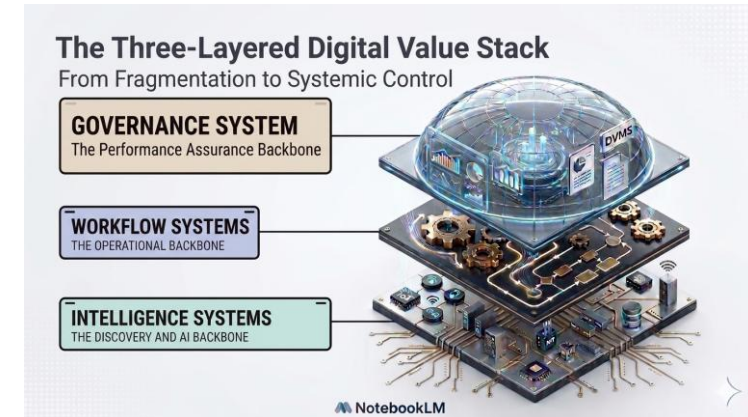 The Three-Layered Digital Value Stack
From Fragmentation to Systemic Control
GOVERNANCE SYSTEM
The Performance Assurance Backbone
DVMS
WORKFLOW SYSTEMS
THE OPERATIONAL BACKBONE
INTELLIGENCE SYSTEMS
THE DISCOVERY AND AI BACKBONE
NotebookLM